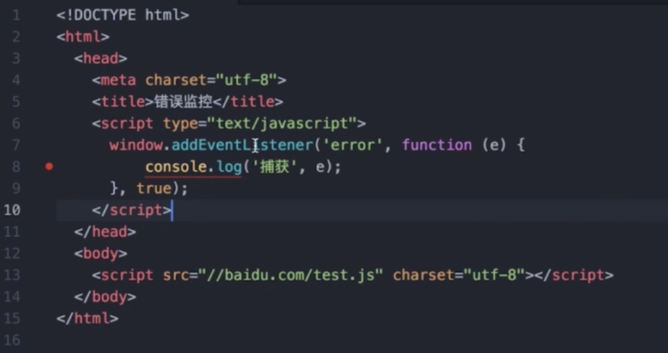 1 <!DOCTYPE html>
2 <html>
3 <head>
4 <meta charset="utf-8">
5 <title>错误监控</title>
6 <script type="text/javascript">
7 window.addEventListener('error', function (e) {
8 console.log('捕获', e);
9 }, true);
10 </script>
11 </head>
12 <body>
13 <script src="//baidu.com/test.js" charset="utf-8"></script>
14 </body>
15 </html>
16